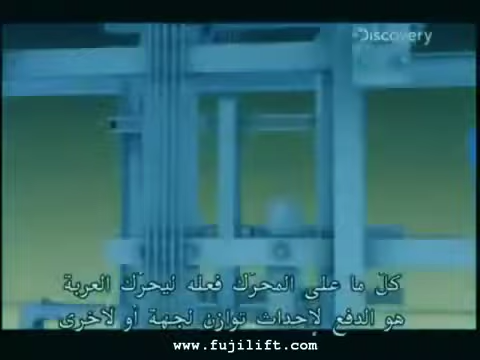 Discovery
كلّ ما على المحرّك فعله ليحرّك العربة
هو الدفع لإحداث توازن لجهة أو لأخرى
www.fujilift.com